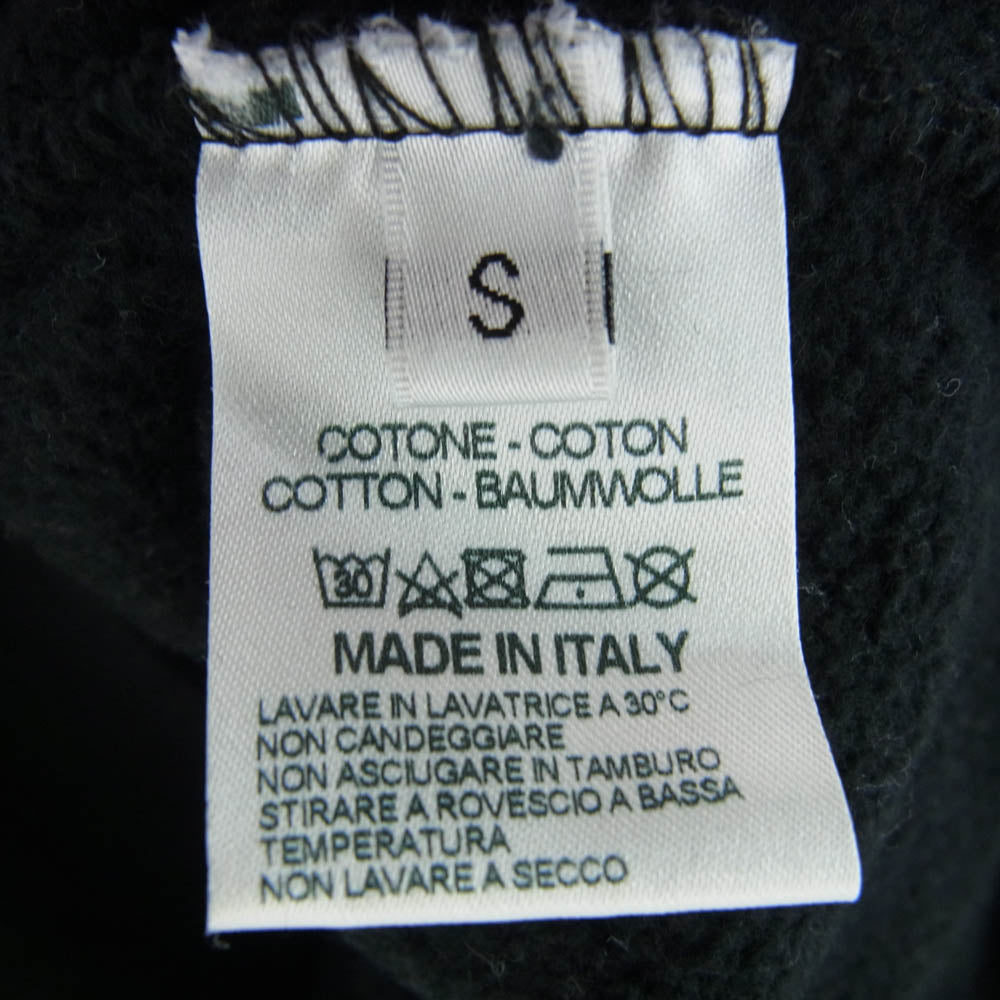 S
COTONE - COTON
COTTON - BAUMWOLLE
30
MADE IN ITALY
LAVARE IN LAVATRICE A 30°C
NON CANDEGGIARE
NON ASCIUGARE IN TAMBURO
STIRARE A ROVESCIO A BASSA
TEMPERATURA
NON LAVARE A SECCO